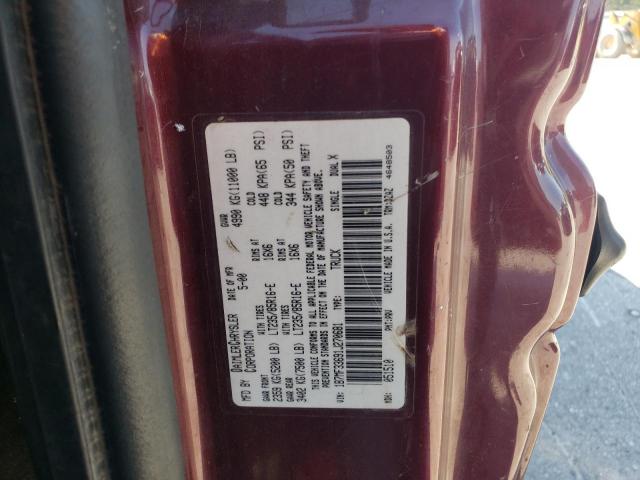 MFD BY DAIMLERCHRYSLER CORPORATION
DATE OF MFR 5-00
GVWR 4990 KG(11000 LB)
GAWR FRONT 2359 KG(5200 LB)
WITH TIRES LT235/85R16-E
RIMS AT 16X6
COLD 448 KPA(65 PSI)
GAWR REAR 3402 KG(7500 LB)
WITH TIRES LT235/85R16-E
RIMS AT 16X6
COLD 344 KPA(50 PSI)
THIS VEHICLE CONFORMS TO ALL APPLICABLE FEDERAL MOTOR VEHICLE SAFETY AND THEFT
PREVENTION STANDARDS IN EFFECT ON THE DATE OF MANUFACTURE SHOWN ABOVE.
VIN: TYPE: TRUCK SINGLE DUAL X
MDH: 051510 VEHICLE MADE IN U.S.A. 4648503